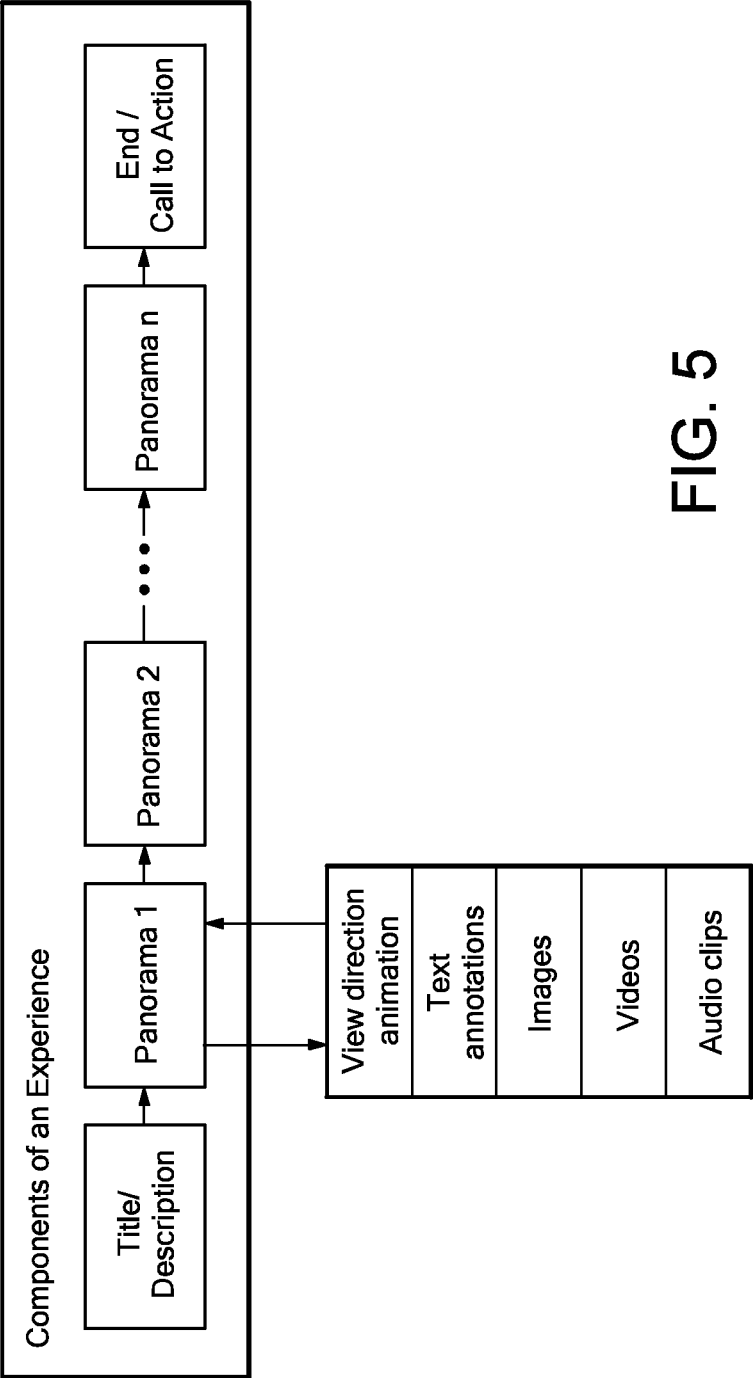 Components of an Experience
Title/
Description
Panorama 1
Panorama 2
•••
Panorama n
End /
Call to Action
View direction
animation
Text
annotations
Images
Videos
Audio clips
FIG. 5